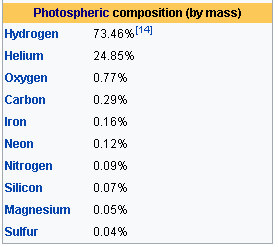 Photospheric composition (by mass)
Hydrogen 73.46%[14]
Helium 24.85%
Oxygen 0.77%
Carbon 0.29%
Iron 0.16%
Neon 0.12%
Nitrogen 0.09%
Silicon 0.07%
Magnesium 0.05%
Sulfur 0.04%